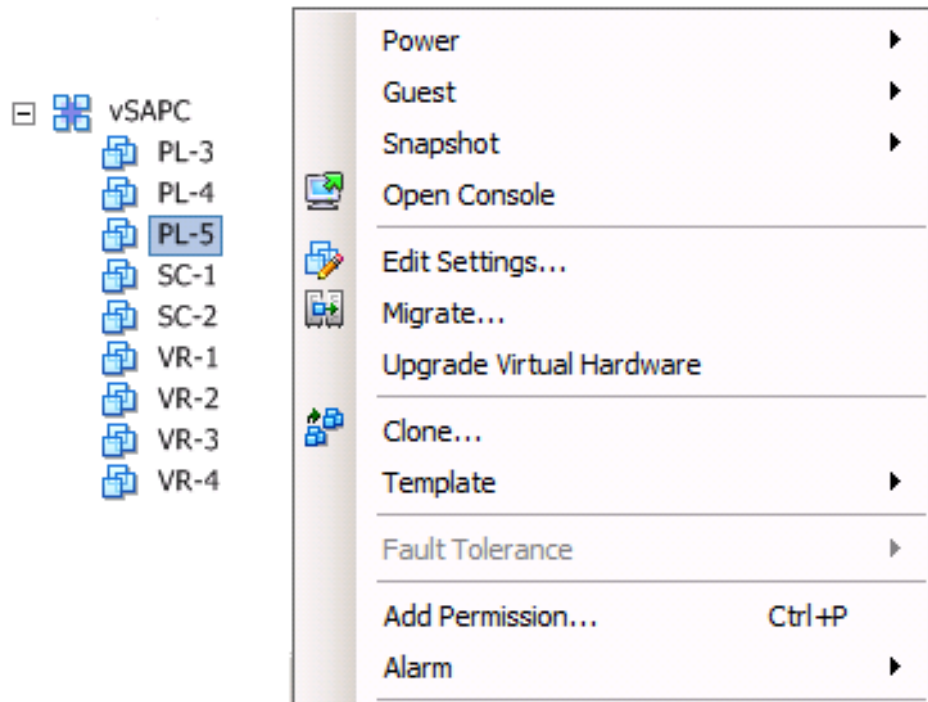 vSAPC
PL-3
PL-4
PL-5
SC-1
SC-2
VR-1
VR-2
VR-3
VR-4
Power
Guest
Snapshot
Open Console
Edit Settings...
Migrate...
Upgrade Virtual Hardware
Clone...
Template
Fault Tolerance
Add Permission... Ctrl+P
Alarm